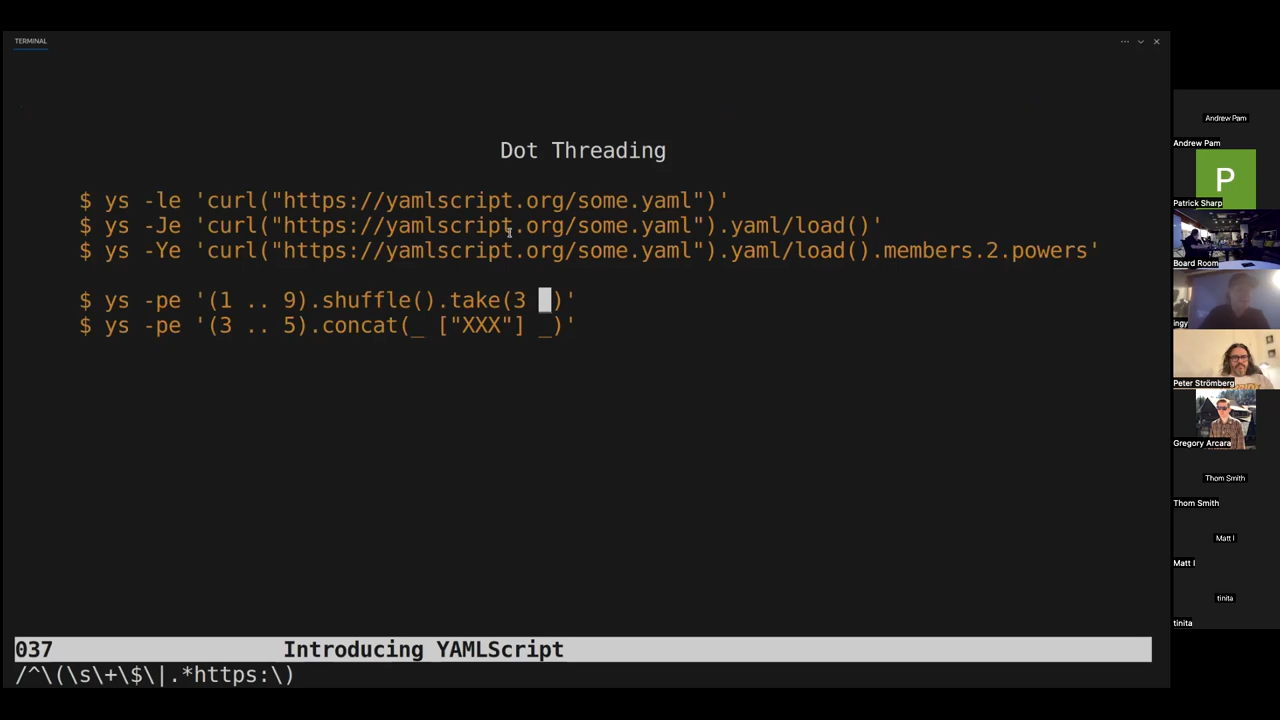 TERMINAL
Dot Threading
$ ys -le 'curl("https://yamlscript.org/some.yaml")'
$ ys -Je 'curl("https://yamlscript.org/some.yaml").yaml/load()'
$ ys -Ye 'curl("https://yamlscript.org/some.yaml").yaml/load().members.2.powers'
$ ys -pe '(1 .. 9).shuffle().take(3 _)'
$ ys -pe '(3 .. 5).concat(_ ["XXX"] _)'
037 Introducing YAMLScript
/^\(\s\+\$\|.*https:\)
Andrew Pam
Andrew Pam
P
Patrick Sharp
Board Room
ingy
Peter Strömberg
Gregory Arcara
Thom Smith
Thom Smith
Matt I
Matt I
tinita
tinita